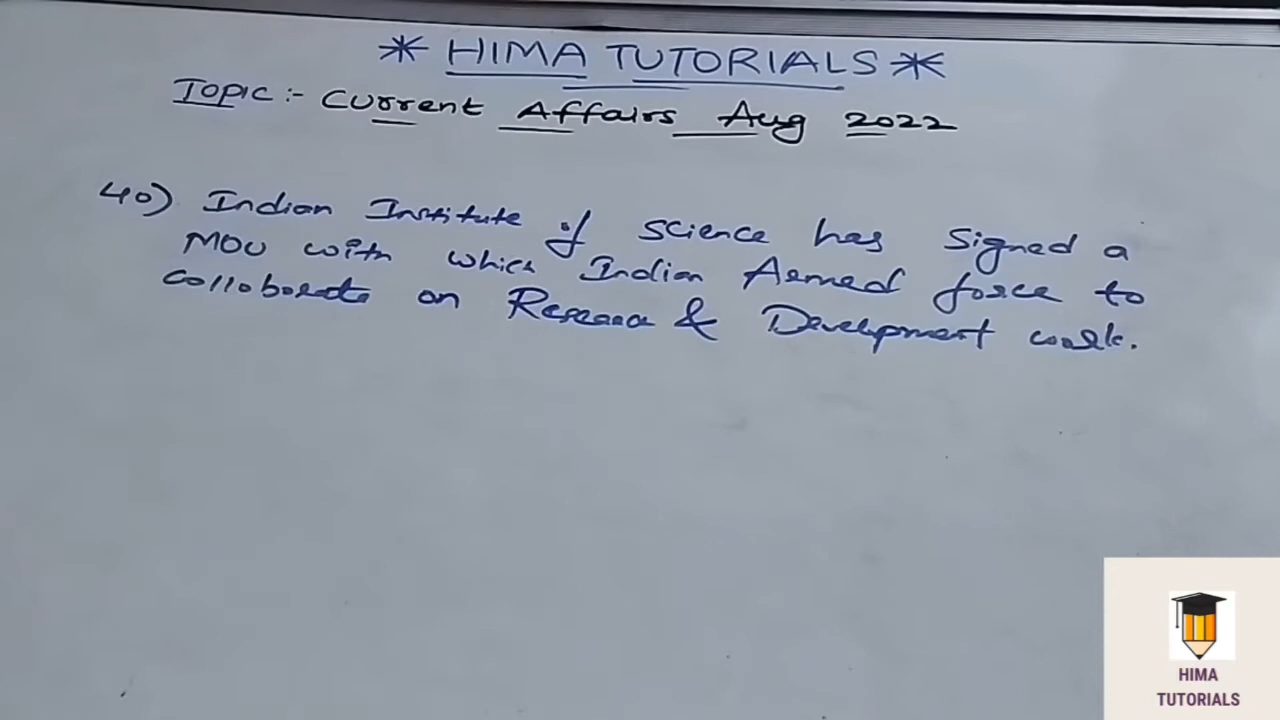 * HIMA TUTORIALS *
Topic:- Current Affairs Aug 2022
40) Indian Institute of science has signed a
MOU with which Indian Armed force to
collaborate on Research & Development work.
HIMA
TUTORIALS